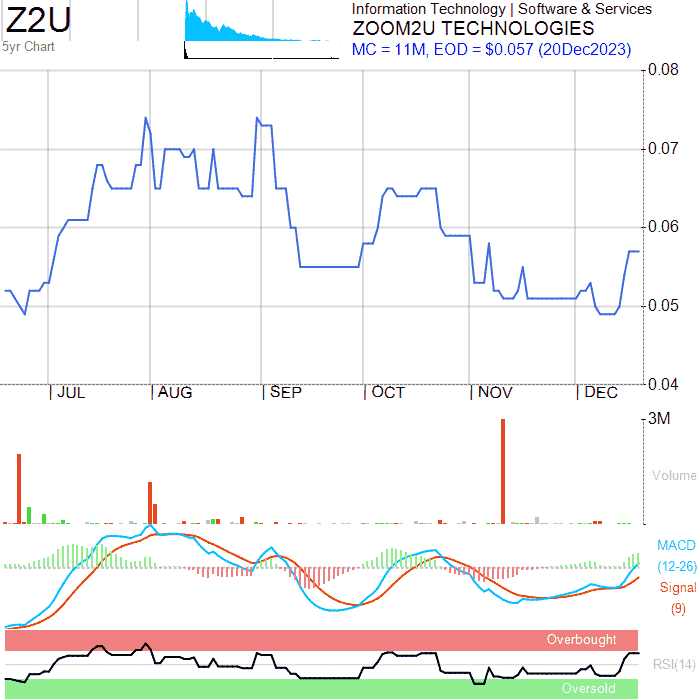 Z2U
5yr Chart
Information Technology | Software & Services
ZOOM2U TECHNOLOGIES
MC = 11M, EOD = $0.057 (20Dec2023)
0.08
0.07
0.06
0.05
0.04
JUL AUG SEP OCT NOV DEC
3M
Volume
MACD
(12-26)
Signal
(9)
Overbought
RSI(14)
Oversold